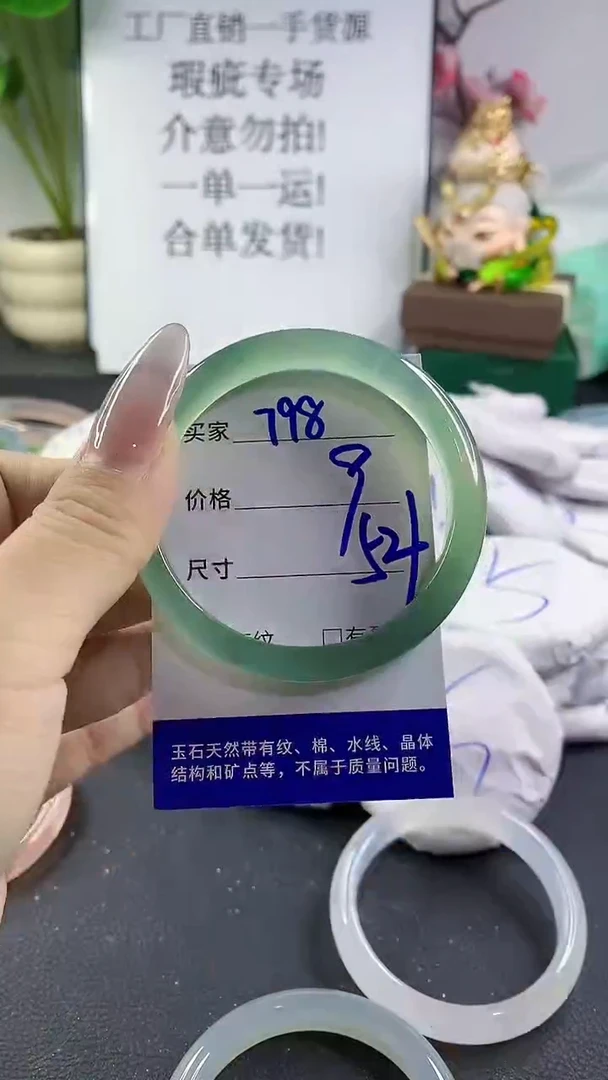 工厂直销一手货源
瑕疵专场
介意勿拍!
一单一运!
合单发货!
买家 798
价格 9
尺寸 54
纹 □有
5
玉石天然带有纹、棉、水线、晶体
结构和矿点等，不属于质量问题。